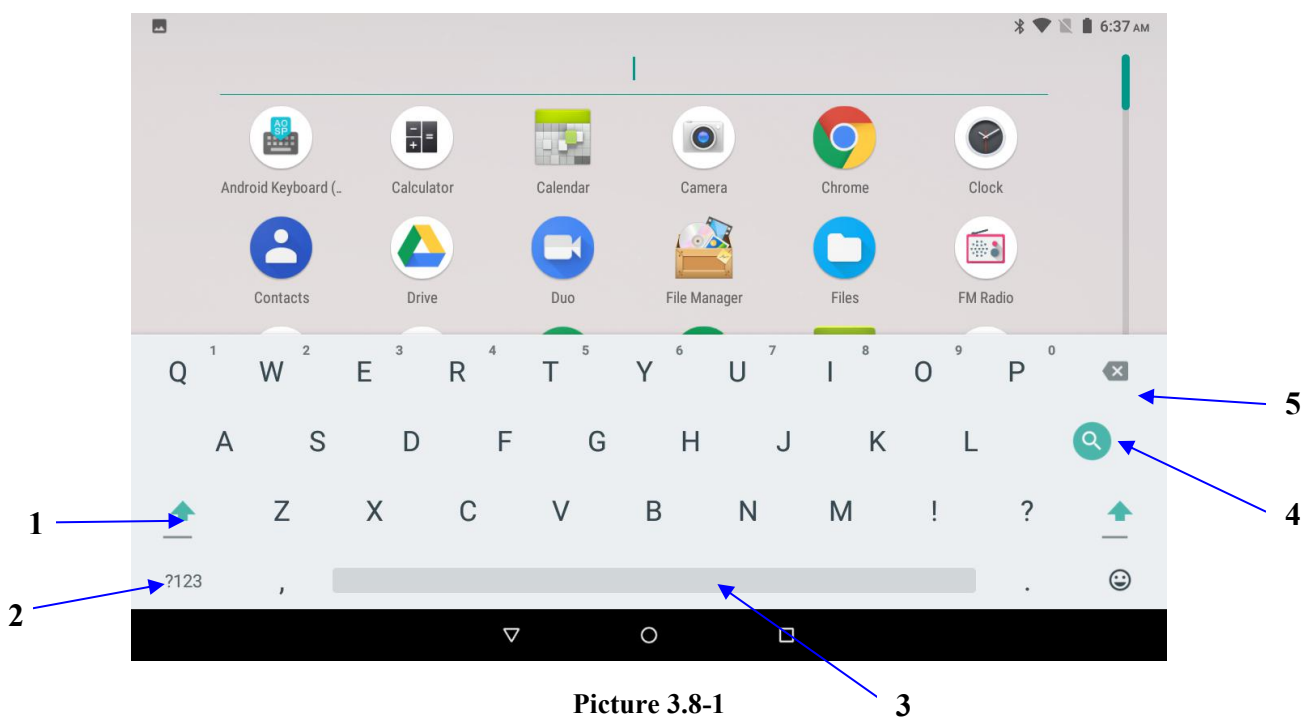 6:37 AM
AO
SP
Android Keyboard (_ Calculator Calendar Camera Chrome Clock
Contacts Drive Duo File Manager Files FM Radio
1 2 3 4 5 6 7 8 9 0
Q W E R T Y U I O P
5
A S D F G H J K L
4
1
Z X C V B N M ! ?
2
?123 , .
Picture 3.8-1
3